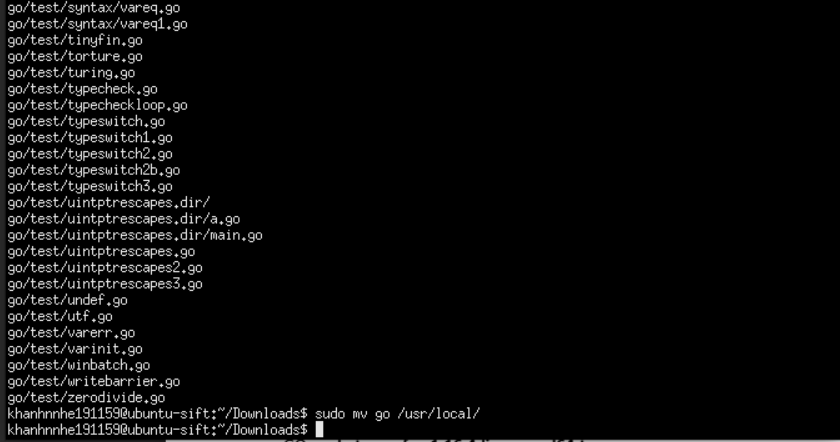 go/test/syntax/vareq.go
go/test/syntax/vareq1.go
go/test/tinyfin.go
go/test/torture.go
go/test/turing.go
go/test/typecheck.go
go/test/typecheckloop.go
go/test/typeswitch.go
go/test/typeswitch1.go
go/test/typeswitch2.go
go/test/typeswitch2b.go
go/test/typeswitch3.go
go/test/uintptrescapes.dir/
go/test/uintptrescapes.dir/a.go
go/test/uintptrescapes.dir/main.go
go/test/uintptrescapes.go
go/test/uintptrescapes2.go
go/test/uintptrescapes3.go
go/test/undef.go
go/test/utf.go
go/test/varerr.go
go/test/varinit.go
go/test/winbatch.go
go/test/writebarrier.go
go/test/zerodivide.go
khanhnnhe191159@ubuntu-sift:~/Downloads$ sudo mv go /usr/local/
khanhnnhe191159@ubuntu-sift:~/Downloads$